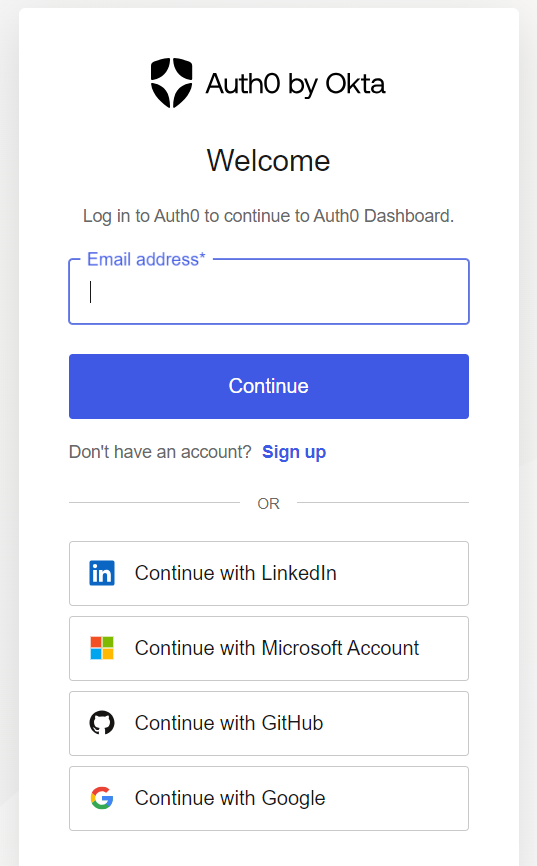 Auth0 by Okta
Welcome
Log in to Auth0 to continue to Auth0 Dashboard.
Email address*
Continue
Don't have an account? Sign up
OR
Continue with LinkedIn
Continue with Microsoft Account
Continue with GitHub
Continue with Google